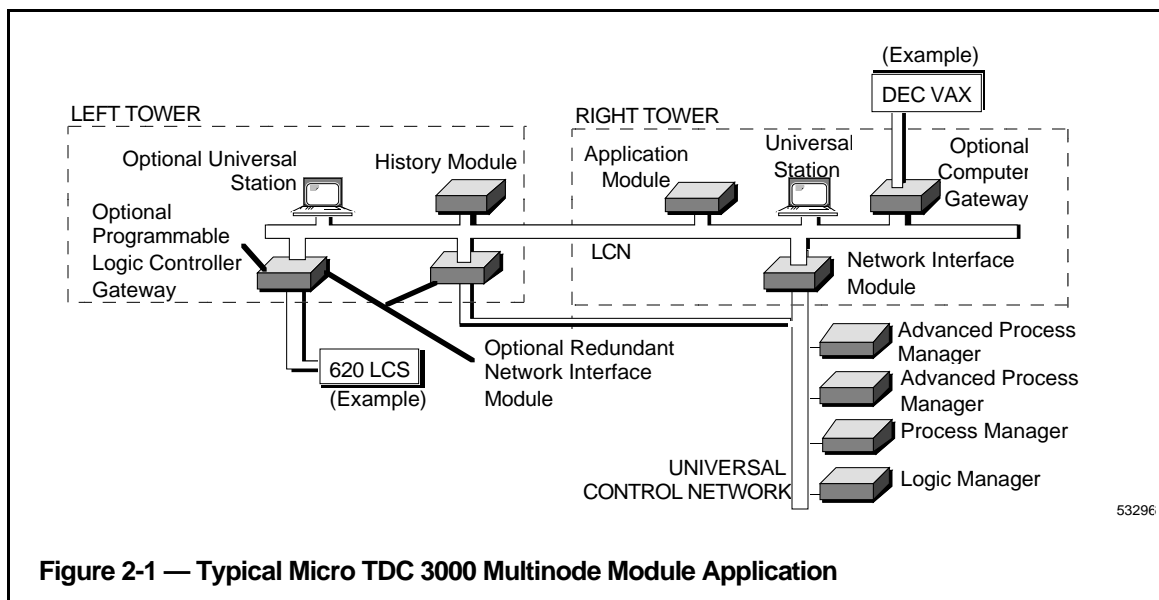 (Example)
DEC VAX
LEFT TOWER
RIGHT TOWER
Optional Universal
Station
History Module
Application
Module
Universal
Station
Optional
Computer
Gateway
Optional
Programmable
Logic Controller
Gateway
LCN
Network Interface
Module
620 LCS
(Example)
Optional Redundant
Network Interface
Module
Advanced Process
Manager
Advanced Process
Manager
Process Manager
Logic Manager
UNIVERSAL
CONTROL NETWORK
53296
Figure 2-1 — Typical Micro TDC 3000 Multinode Module Application